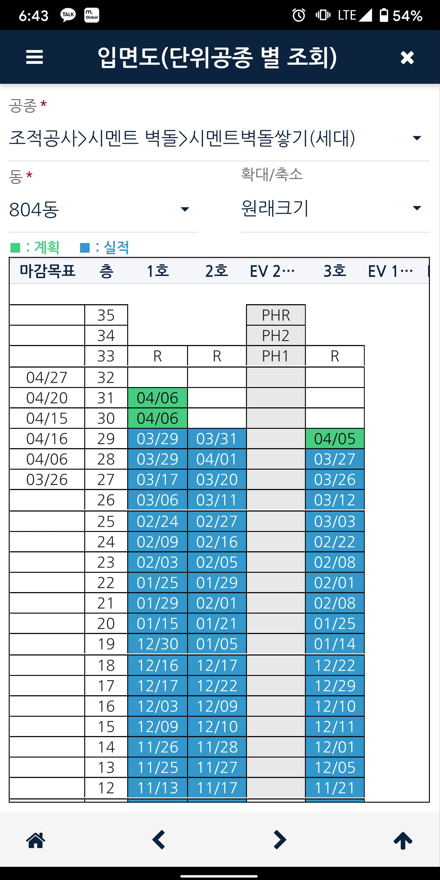 6:43 TALK m. Global LTE 54%
입면도(단위공종 별 조회)
공종 *
조적공사>시멘트 벽돌>시멘트벽돌쌓기(세대)
동 * 확대/축소
804동 원래크기
: 계획 : 실적
마감목표 층 1호 2호 EV 2… 3호 EV 1…
35 PHR
34 PH2
33 R R PH1 R
04/27 32
04/20 31 04/06
04/15 30 04/06
04/16 29 03/29 03/31 04/05
04/06 28 03/29 04/01 03/27
03/26 27 03/17 03/20 03/26
26 03/06 03/11 03/12
25 02/24 02/27 03/03
24 02/09 02/16 02/22
23 02/03 02/05 02/08
22 01/25 01/29 02/01
21 01/29 02/01 02/08
20 01/15 01/21 01/25
19 12/30 01/05 01/14
18 12/16 12/17 12/22
17 12/17 12/22 12/29
16 12/03 12/09 12/10
15 12/09 12/10 12/11
14 11/26 11/28 12/01
13 11/25 11/27 12/05
12 11/13 11/17 11/21